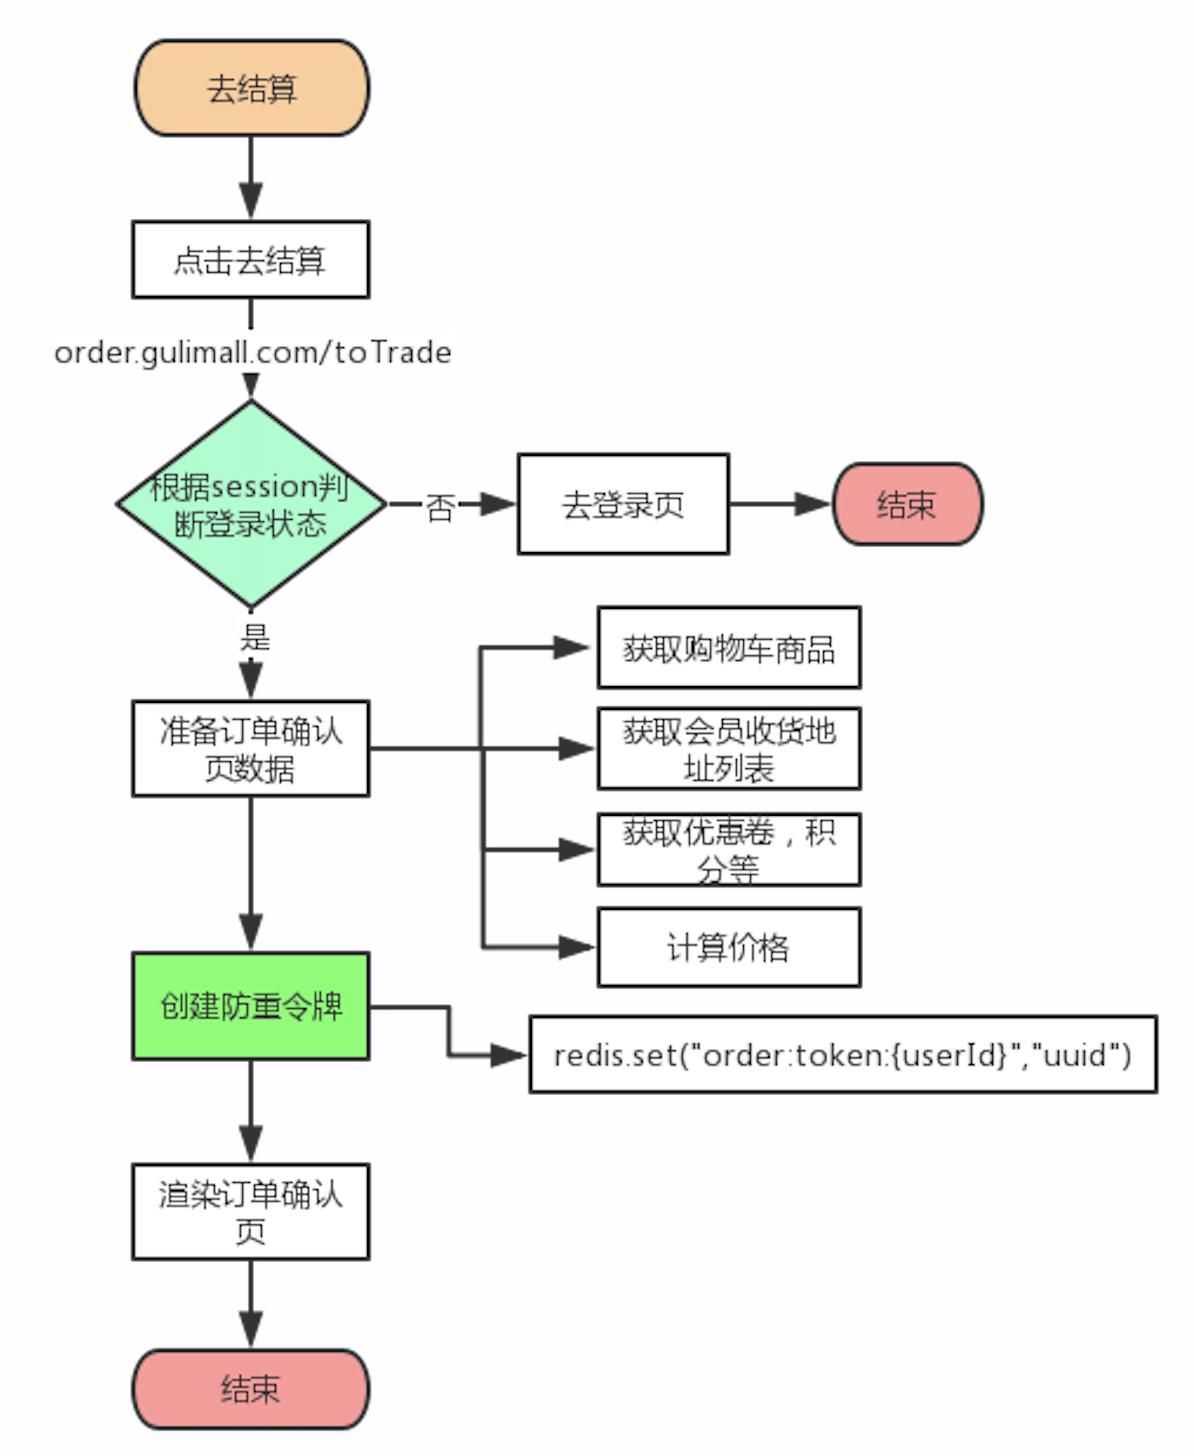 去结算
点击去结算
order.gulimall.com/toTrade
根据session判
断登录状态
否
去登录页
结束
是
准备订单确认
页数据
获取购物车商品
获取会员收货地
址列表
获取优惠卷，积
分等
计算价格
创建防重令牌
redis.set("order:token:{userId}","uuid")
渲染订单确认
页
结束